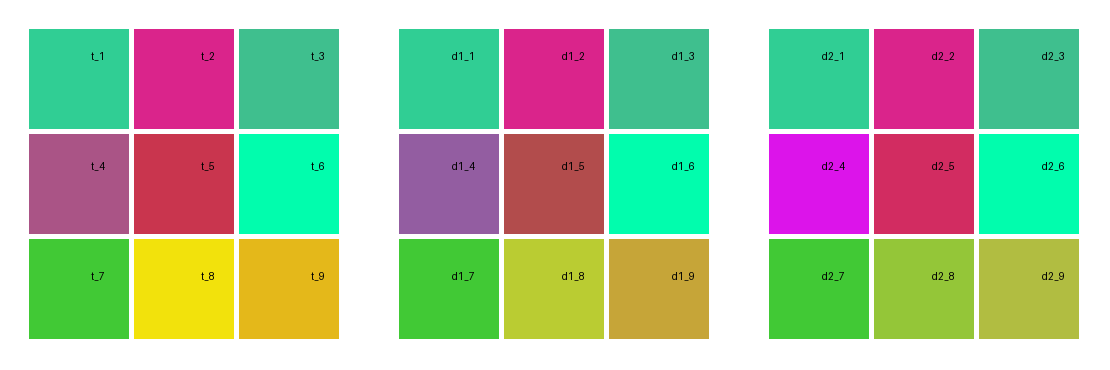 t_1 t_2 t_3 d1_1 d1_2 d1_3 d2_1 d2_2 d2_3
t_4 t_5 t_6 d1_4 d1_5 d1_6 d2_4 d2_5 d2_6
t_7 t_8 t_9 d1_7 d1_8 d1_9 d2_7 d2_8 d2_9